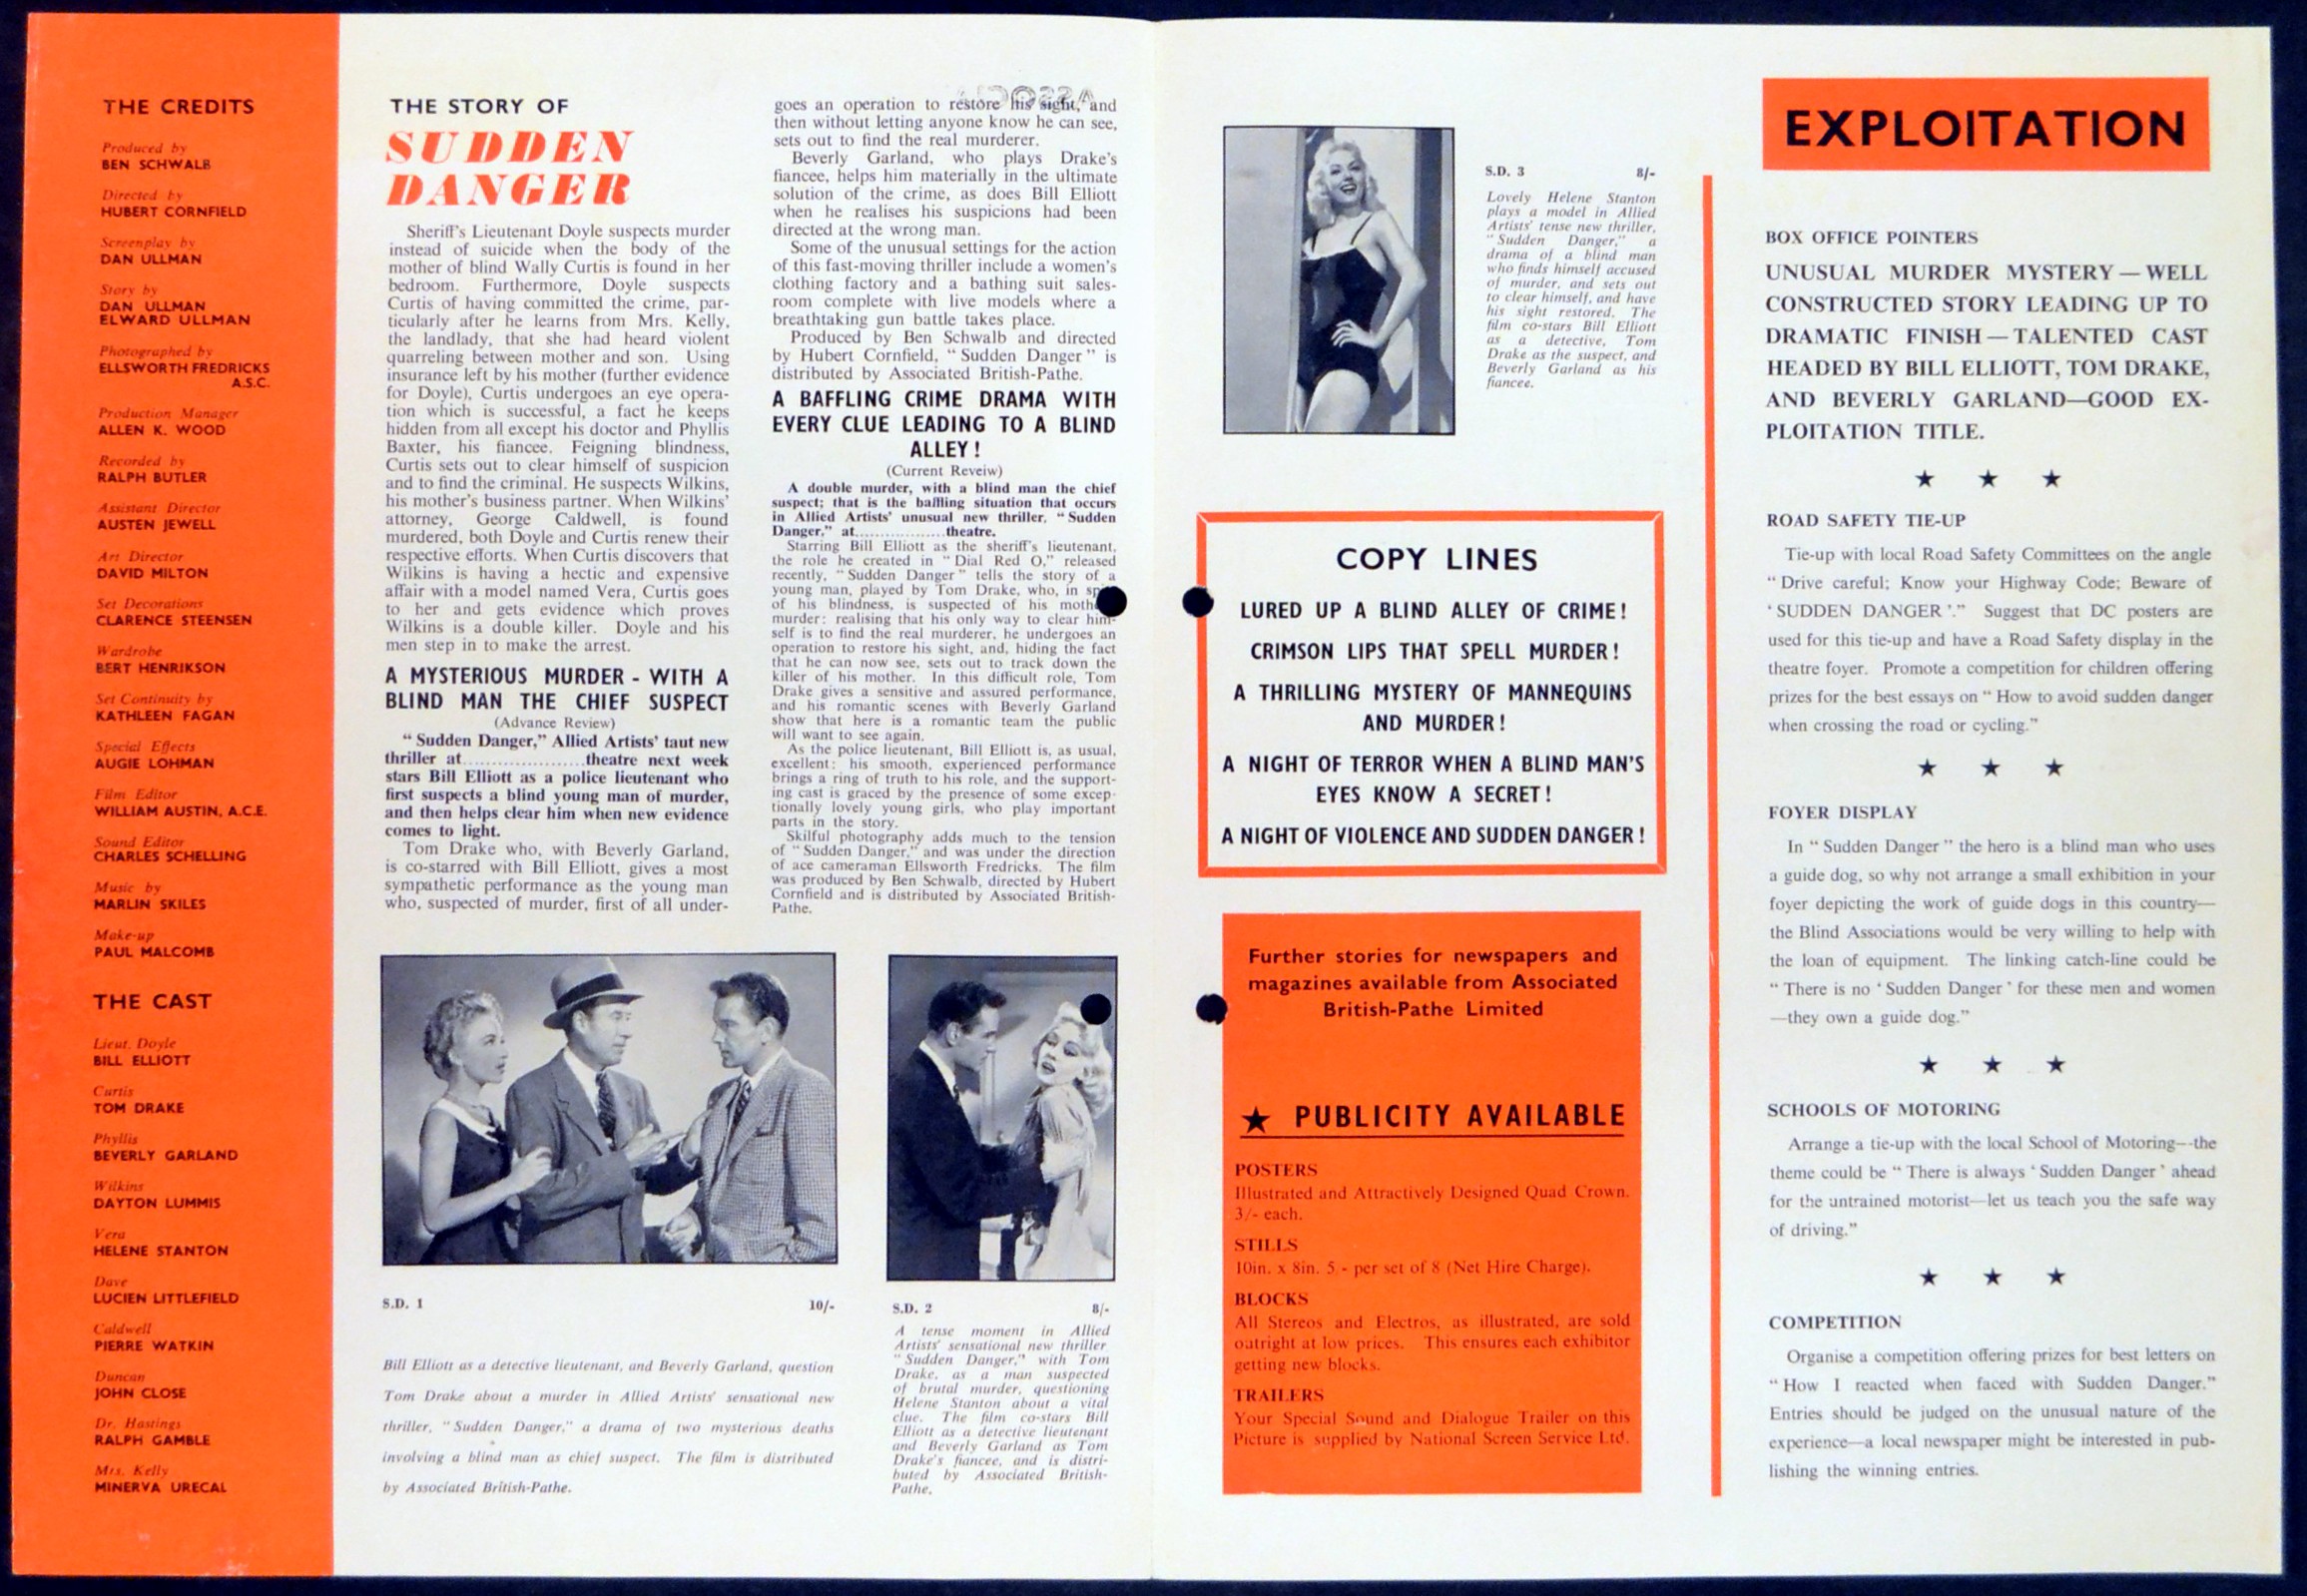 THE CREDITS
Produced by
BEN SCHWALB
Directed by
HUBERT CORNFIELD
Screenplay by
DAN ULLMAN
Story by
DAN ULLMAN
ELWARD ULLMAN
Photographed by
ELLSWORTH FREDRICKS
A.S.C.
Production Manager
ALLEN K. WOOD
Recorded by
RALPH BUTLER
Assistant Director
AUSTEN JEWELL
Art Director
DAVID MILTON
Set Decorations
CLARENCE STEENSEN
Wardrobe
BERT HENRIKSON
Set Continuity by
KATHLEEN FAGAN
Special Effects
AUGIE LOHMAN
Film Editor
WILLIAM AUSTIN, A.C.E.
Sound Editor
CHARLES SCHELLING
Music by
MARLIN SKILES
Make-up
PAUL MALCOMB
THE CAST
Lieut. Doyle
BILL ELLIOTT
Curtis
TOM DRAKE
Phyllis
BEVERLY GARLAND
Wilkins
DAYTON LUMMIS
Vera
HELENE STANTON
Dave
LUCIEN LITTLEFIELD
Caldwell
PIERRE WATKIN
Duncan
JOHN CLOSE
Dr. Hastings
RALPH GAMBLE
Mrs. Kelly
MINERVA URECAL
THE STORY OF
SUDDEN
DANGER
Sheriff's Lieutenant Doyle suspects murder
instead of suicide when the body of the
mother of blind Wally Curtis is found in her
bedroom. Furthermore, Doyle suspects
Curtis of having committed the crime, par-
ticularly after he learns from Mrs. Kelly,
the landlady, that she had heard violent
quarreling between mother and son. Using
insurance left by his mother (further evidence
for Doyle), Curtis undergoes an eye opera-
tion which is successful, a fact he keeps
hidden from all except his doctor and Phyllis
Baxter, his fiancee. Feigning blindness,
Curtis sets out to clear himself of suspicion
and to find the criminal. He suspects Wilkins,
his mother's business partner. When Wilkins'
attorney, George Caldwell, is found
murdered, both Doyle and Curtis renew their
respective efforts. When Curtis discovers that
Wilkins is having a hectic and expensive
affair with a model named Vera, Curtis goes
to her and gets evidence which proves
Wilkins is a double killer. Doyle and his
men step in to make the arrest.
A MYSTERIOUS MURDER - WITH A
BLIND MAN THE CHIEF SUSPECT
(Advance Review)
"Sudden Danger," Allied Artists' taut new
thriller at.....................theatre next week
stars Bill Elliott as a police lieutenant who
first suspects a blind young man of murder,
and then helps clear him when new evidence
comes to light.
Tom Drake who, with Beverly Garland,
is co-starred with Bill Elliott, gives a most
sympathetic performance as the young man
who, suspected of murder, first of all under-
goes an operation to restore his sight, and
then without letting anyone know he can see,
sets out to find the real murderer.
Beverly Garland, who plays Drake's
fiancee, helps him materially in the ultimate
solution of the crime, as does Bill Elliott
when he realises his suspicions had been
directed at the wrong man.
Some of the unusual settings for the action
of this fast-moving thriller include a women's
clothing factory and a bathing suit sales-
room complete with live models where a
breathtaking gun battle takes place.
Produced by Ben Schwalb and directed
by Hubert Cornfield, "Sudden Danger" is
distributed by Associated British-Pathe.
A BAFFLING CRIME DRAMA WITH
EVERY CLUE LEADING TO A BLIND
ALLEY!
(Current Reveiw)
A double murder, with a blind man the chief
suspect; that is the baffling situation that occurs
in Allied Artists' unusual new thriller, "Sudden
Danger," at..................theatre.
Starring Bill Elliott as the sheriff's lieutenant,
the role he created in "Dial Red O," released
recently, "Sudden Danger" tells the story of a
young man, played by Tom Drake, who, in
of his blindness, is suspected of his
murder: realising that his only way to clear him-
self is to find the real murderer, he undergoes an
operation to restore his sight, and, hiding the fact
that he can now see, sets out to track down the
killer of his mother. In this difficult role, Tom
Drake gives a sensitive and assured performance,
and his romantic scenes with Beverly Garland
show that here is a romantic team the public
will want to see again.
As the police lieutenant, Bill Elliott is, as usual,
excellent: his smooth, experienced performance
brings a ring of truth to his role, and the support-
ing cast is graced by the presence of some excep-
tionally lovely young girls, who play important
parts in the story.
Skilful photography adds much to the tension
of "Sudden Danger," and was under the direction
of ace cameraman Ellsworth Fredricks. The film
was produced by Ben Schwalb, directed by Hubert
Cornfield and is distributed by Associated British-
Pathe.
S.D. 1 10/-
Bill Elliott as a detective lieutenant, and Beverly Garland, question
Tom Drake about a murder in Allied Artists' sensational new
thriller, "Sudden Danger," a drama of two mysterious deaths
involving a blind man as chief suspect. The film is distributed
by Associated British-Pathe.
S.D. 2 8/-
A tense moment in Allied
Artists' sensational new thriller
"Sudden Danger," with Tom
Drake, as a man suspected
of brutal murder, questioning
Helene Stanton about a vital
clue. The film co-stars Bill
Elliott as a detective lieutenant
and Beverly Garland as Tom
Drake's fiancee, and is distri-
buted by Associated British-
Pathe.
S.D. 3 8/-
Lovely Helene Stanton
plays a model in Allied
Artists' tense new thriller,
"Sudden Danger," a
drama of a blind man
who finds himself accused
of murder, and sets out
to clear himself, and have
his sight restored. The
film co-stars Bill Elliott
as a detective, Tom
Drake as the suspect, and
Beverly Garland as his
fiancee.
COPY LINES
LURED UP A BLIND ALLEY OF CRIME!
CRIMSON LIPS THAT SPELL MURDER!
A THRILLING MYSTERY OF MANNEQUINS
AND MURDER!
A NIGHT OF TERROR WHEN A BLIND MAN'S
EYES KNOW A SECRET!
A NIGHT OF VIOLENCE AND SUDDEN DANGER!
Further stories for newspapers and
magazines available from Associated
British-Pathe Limited
★ PUBLICITY AVAILABLE
POSTERS
Illustrated and Attractively Designed Quad Crown.
3/- each.
STILLS
10in. x 8in. 5 - per set of 8 (Net Hire Charge).
BLOCKS
All Stereos and Electros, as illustrated, are sold
outright at low prices. This ensures each exhibitor
getting new blocks.
TRAILERS
Your Special Sound and Dialogue Trailer on this
Picture is supplied by National Screen Service Ltd.
EXPLOITATION
BOX OFFICE POINTERS
UNUSUAL MURDER MYSTERY — WELL
CONSTRUCTED STORY LEADING UP TO
DRAMATIC FINISH — TALENTED CAST
HEADED BY BILL ELLIOTT, TOM DRAKE,
AND BEVERLY GARLAND—GOOD EX-
PLOITATION TITLE.
★ ★ ★
ROAD SAFETY TIE-UP
Tie-up with local Road Safety Committees on the angle
"Drive careful; Know your Highway Code; Beware of
'SUDDEN DANGER'." Suggest that DC posters are
used for this tie-up and have a Road Safety display in the
theatre foyer. Promote a competition for children offering
prizes for the best essays on "How to avoid sudden danger
when crossing the road or cycling."
★ ★ ★
FOYER DISPLAY
In "Sudden Danger" the hero is a blind man who uses
a guide dog, so why not arrange a small exhibition in your
foyer depicting the work of guide dogs in this country—
the Blind Associations would be very willing to help with
the loan of equipment. The linking catch-line could be
"There is no 'Sudden Danger' for these men and women
—they own a guide dog."
★ ★ ★
SCHOOLS OF MOTORING
Arrange a tie-up with the local School of Motoring—the
theme could be "There is always 'Sudden Danger' ahead
for the untrained motorist—let us teach you the safe way
of driving."
★ ★ ★
COMPETITION
Organise a competition offering prizes for best letters on
"How I reacted when faced with Sudden Danger."
Entries should be judged on the unusual nature of the
experience—a local newspaper might be interested in pub-
lishing the winning entries.